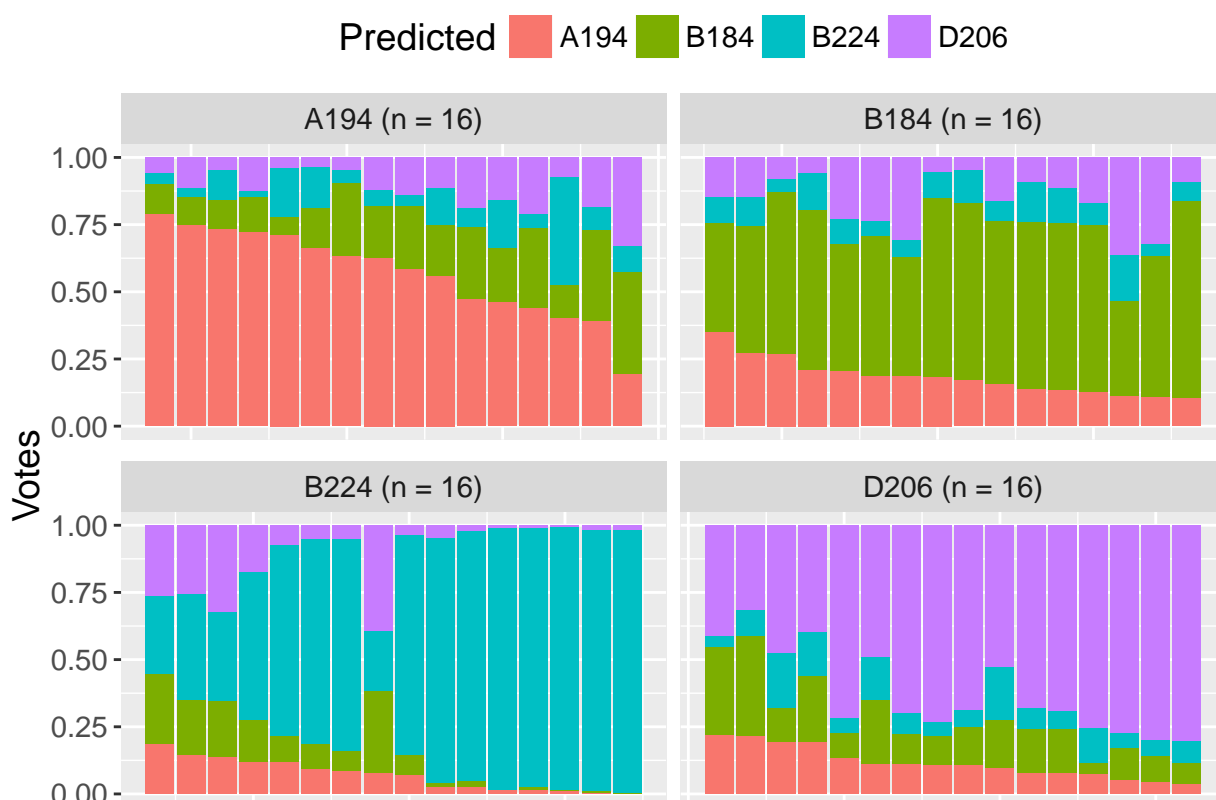 Predicted A194 B184 B224 D206
A194 (n = 16)
B184 (n = 16)
1.00
0.75
0.50
0.25
0.00
Votes
B224 (n = 16)
D206 (n = 16)
1.00
0.75
0.50
0.25
0.00